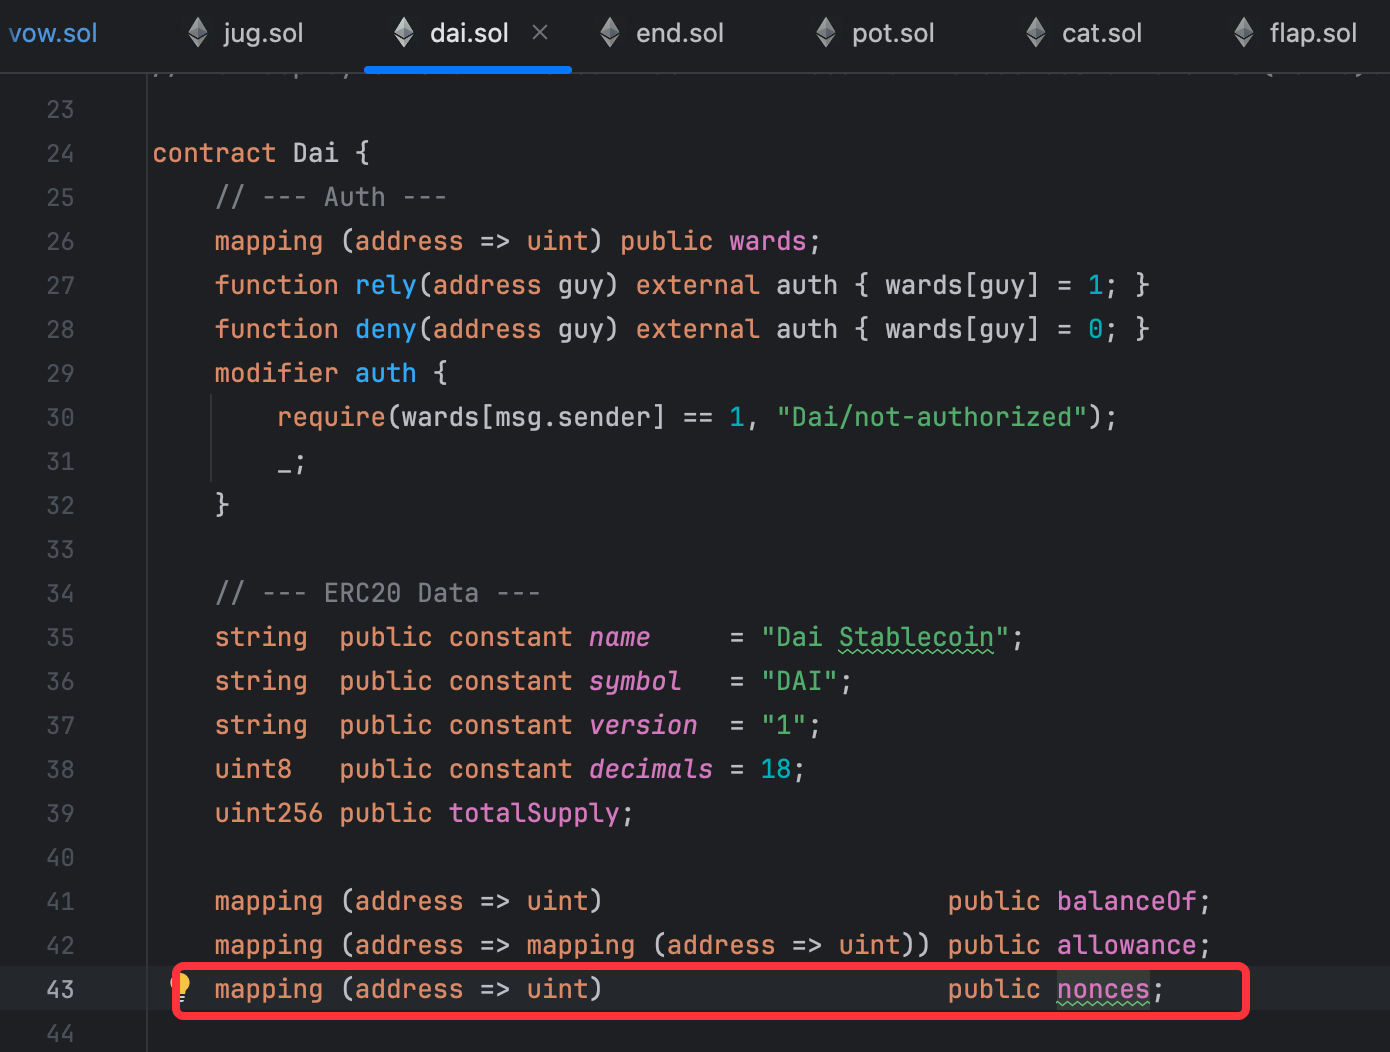 vow.sol jug.sol dai.sol × end.sol pot.sol cat.sol flap.sol
23
24 contract Dai {
25     // --- Auth ---
26     mapping (address => uint) public wards;
27     function rely(address guy) external auth { wards[guy] = 1; }
28     function deny(address guy) external auth { wards[guy] = 0; }
29     modifier auth {
30         require(wards[msg.sender] == 1, "Dai/not-authorized");
31         _;
32     }
33
34     // --- ERC20 Data ---
35     string  public constant name     = "Dai Stablecoin";
36     string  public constant symbol   = "DAI";
37     string  public constant version  = "1";
38     uint8   public constant decimals = 18;
39     uint256 public totalSupply;
40
41     mapping (address => uint)                      public balanceOf;
42     mapping (address => mapping (address => uint)) public allowance;
43     mapping (address => uint)                      public nonces;
44